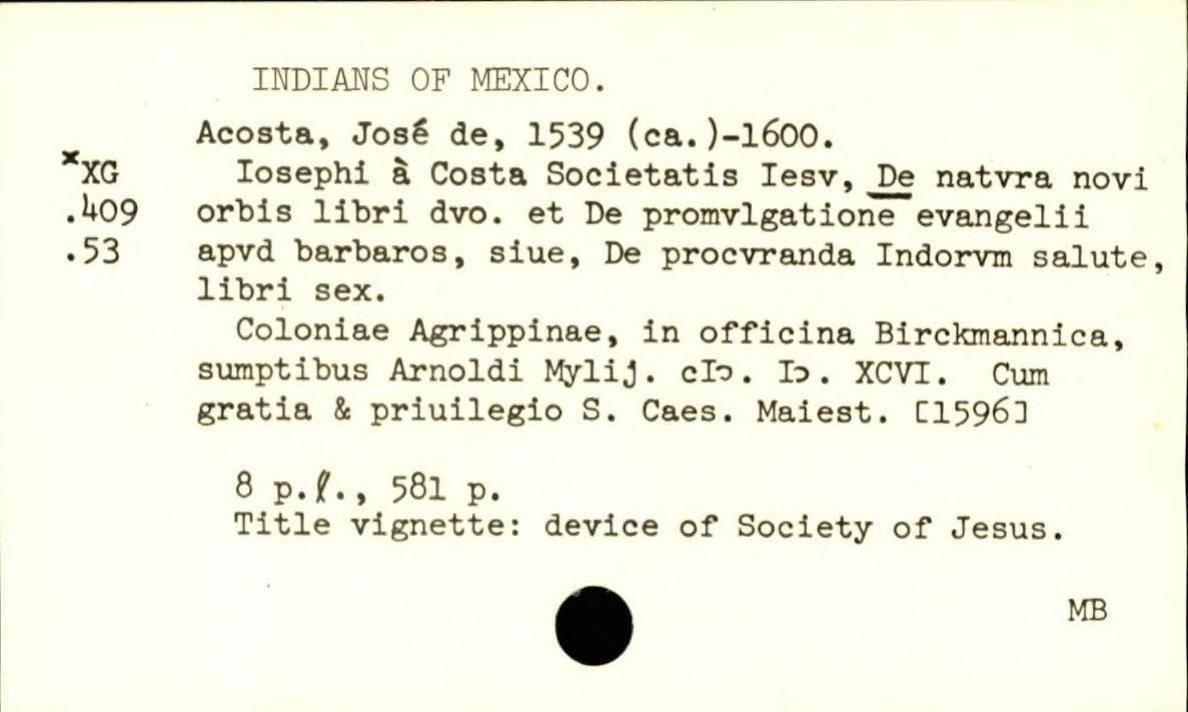 INDIANS OF MEXICO.
Acosta, José de, 1539 (ca.)-1600.
*XG Iosephi à Costa Societatis Iesv, De natvra novi
.409 orbis libri dvo. et De promvlgatione evangelii
.53 apvd barbaros, siue, De procvranda Indorvm salute,
libri sex.
Coloniae Agrippinae, in officina Birckmannica,
sumptibus Arnoldi Mylij. cIↄ. Iↄ. XCVI. Cum
gratia & priuilegio S. Caes. Maiest. [1596]
8 p.ℓ., 581 p.
Title vignette: device of Society of Jesus.
MB